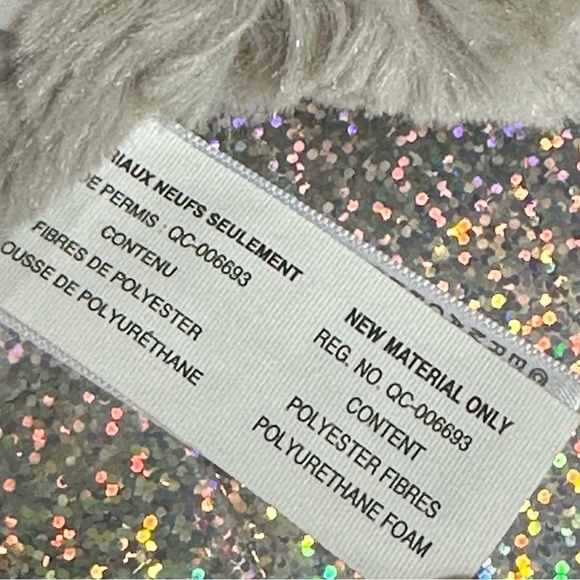 RIAUX NEUFS SEULEMENT
DE PERMIS : QC-006693
CONTENU
FIBRES DE POLYESTER
OUSSE DE POLYURÉTHANE
NEW MATERIAL ONLY
REG. NO. QC-006693
CONTENT
POLYESTER FIBRES
POLYURETHANE FOAM